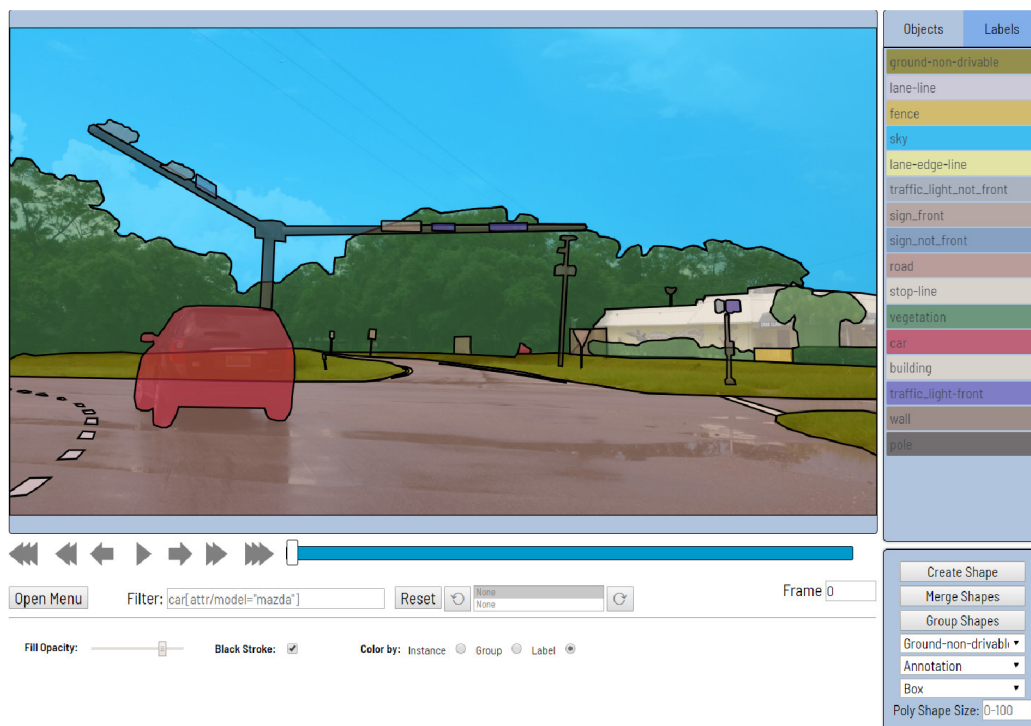 Objects
Labels
ground-non-drivable
lane-line
fence
sky
lane-edge-line
traffic_light_not_front
sign_front
sign_not_front
road
stop-line
vegetation
car
building
traffic_light-front
wall
pole
Open Menu
Filter:
car[attr/model="mazda"]
Reset
None
None
Frame
0
Fill Opacity:
Black Stroke:
Color by:
Instance
Group
Label
Create Shape
Merge Shapes
Group Shapes
Annotation
Box
Poly Shape Size:
0-100